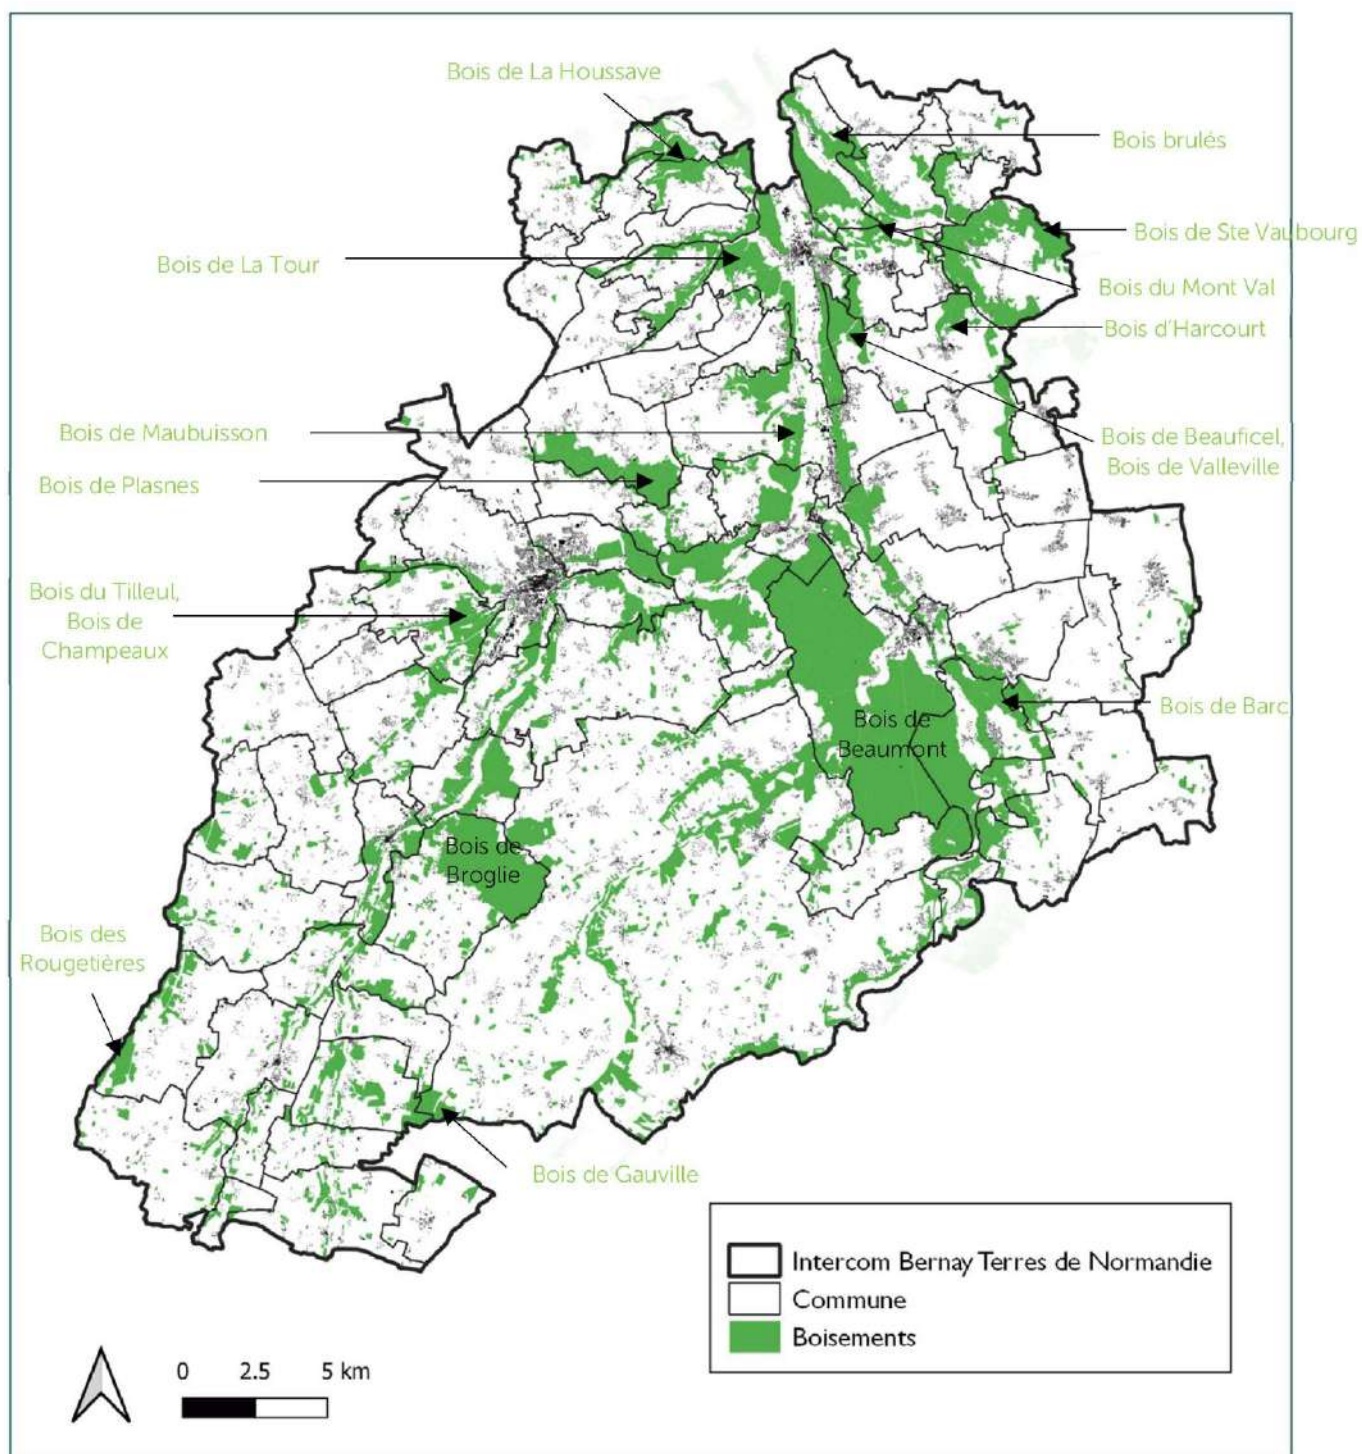 Bois de La Houssave
Bois brulés
Bois de Ste Vaubourg
Bois de La Tour
Bois du Mont Val
Bois d'Harcourt
Bois de Maubuisson
Bois de Beauficel,
Bois de Valleville
Bois de Plasnes
Bois du Tilleul,
Bois de
Champeaux
Bois de Barc
Bois de
Beaumont
Bois de
Broglie
Bois des
Rougetières
Bois de Gauville
Intercom Bernay Terres de Normandie
Commune
Boisements
0 2.5 5 km